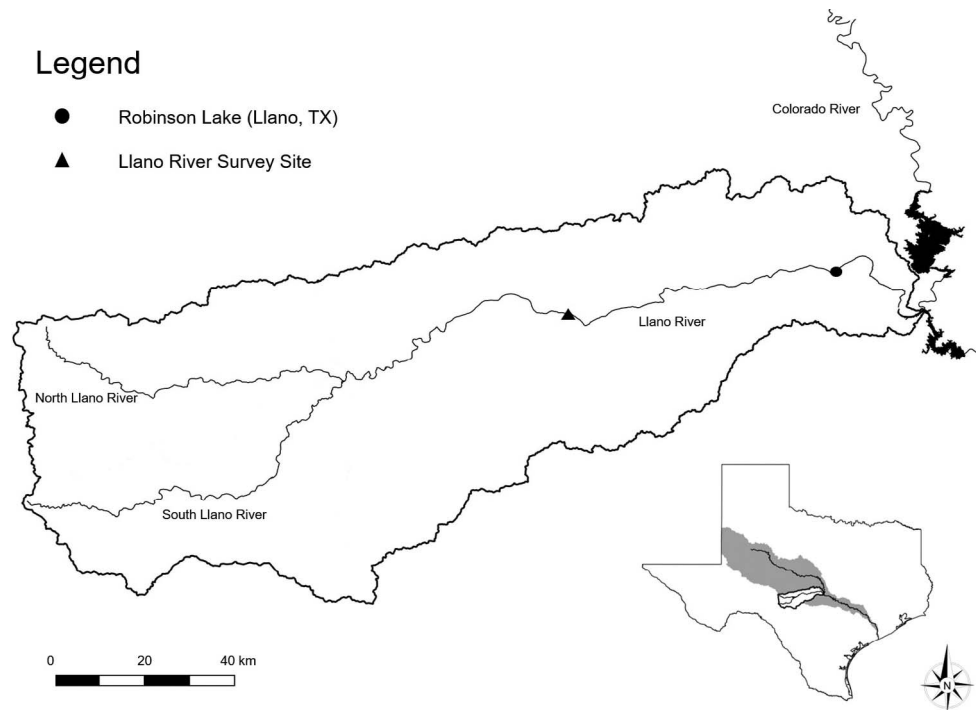 Legend
Robinson Lake (Llano, TX)
Llano River Survey Site
Colorado River
Llano River
North Llano River
South Llano River
0 20 40 km
N